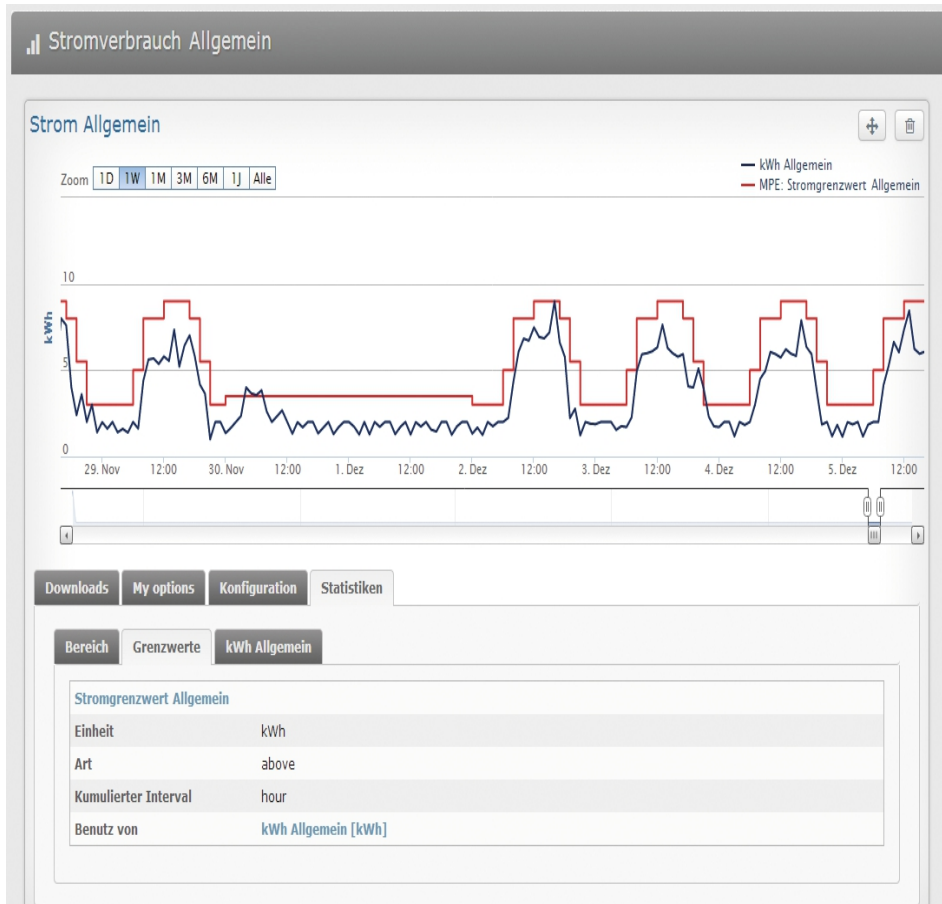 Stromverbrauch Allgemein
Strom Allgemein
Zoom 1D 1W 1M 3M 6M 1J Alle
kWh Allgemein
MPE: Stromgrenzwert Allgemein
kWh
10
5
0
29. Nov 12:00 30. Nov 12:00 1. Dez 12:00 2. Dez 12:00 3. Dez 12:00 4. Dez 12:00 5. Dez 12:00
Downloads My options Konfiguration Statistiken
Bereich Grenzwerte kWh Allgemein
Stromgrenzwert Allgemein
Einheit kWh
Art above
Kumulierter Interval hour
Benutz von kWh Allgemein [kWh]